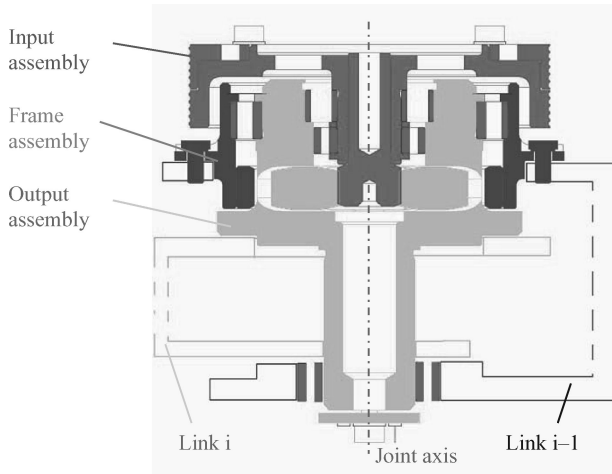 Input
assembly
Frame
assembly
Output
assembly
Link i
Joint axis
Link i–1